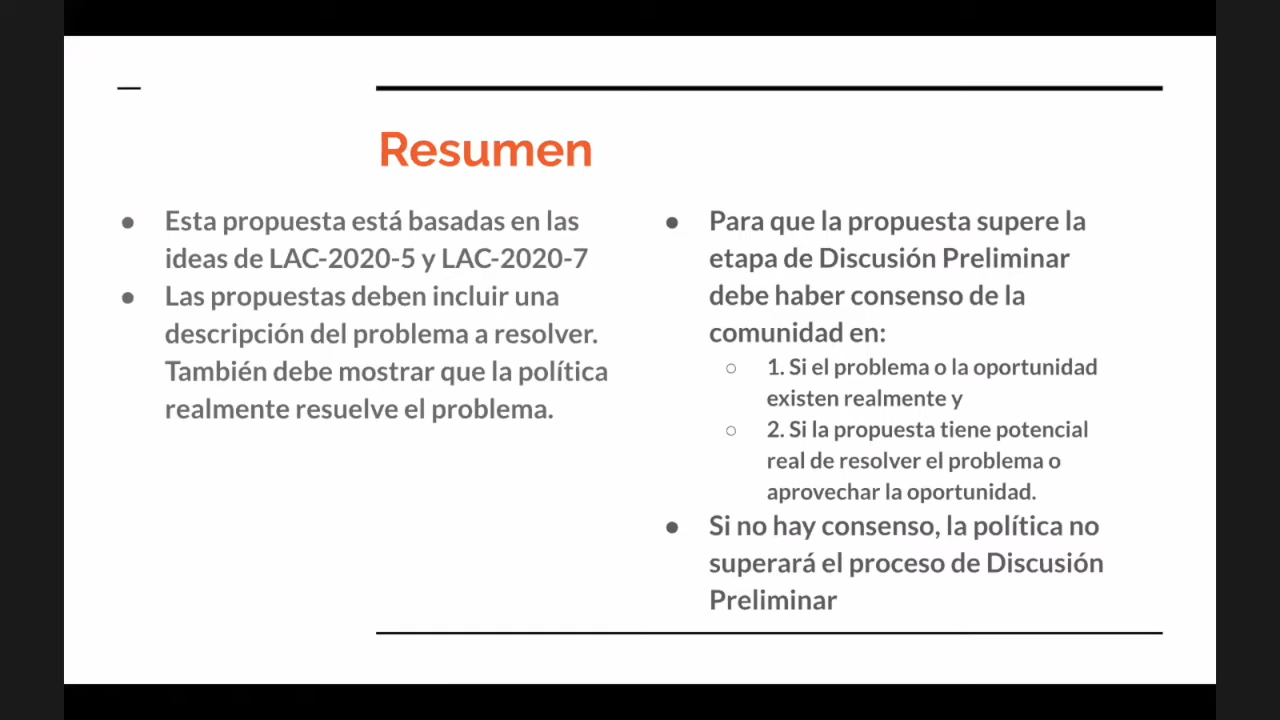 Resumen
● Esta propuesta está basadas en las
ideas de LAC-2020-5 y LAC-2020-7
● Las propuestas deben incluir una
descripción del problema a resolver.
También debe mostrar que la política
realmente resuelve el problema.
● Para que la propuesta supere la
etapa de Discusión Preliminar
debe haber consenso de la
comunidad en:
○ 1. Si el problema o la oportunidad
existen realmente y
○ 2. Si la propuesta tiene potencial
real de resolver el problema o
aprovechar la oportunidad.
● Si no hay consenso, la política no
superará el proceso de Discusión
Preliminar